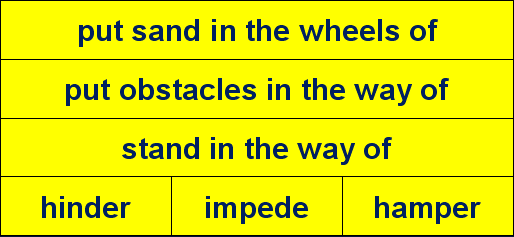 put sand in the wheels of
put obstacles in the way of
stand in the way of
hinder impede hamper